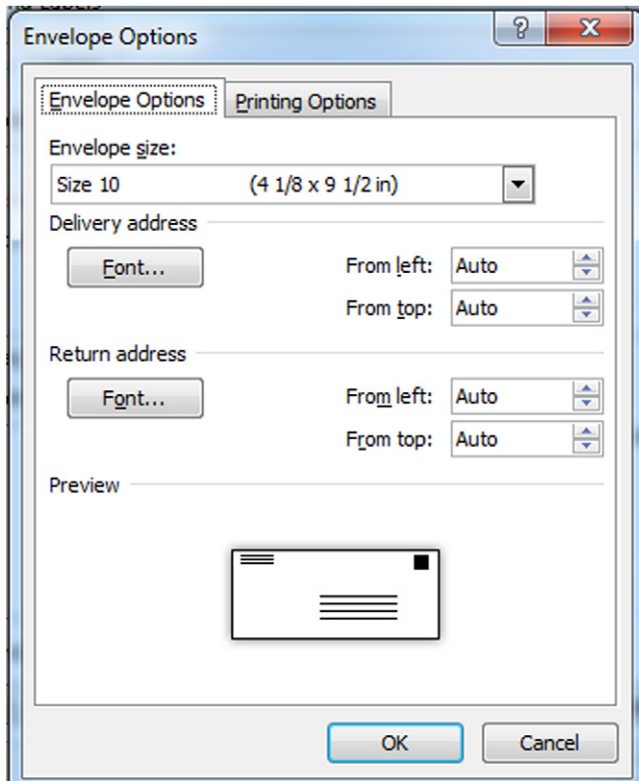 Envelope Options
?
X
Envelope Options Printing Options
Envelope size:
Size 10 (4 1/8 x 9 1/2 in)
Delivery address
Font...
From left: Auto
From top: Auto
Return address
Font...
From left: Auto
From top: Auto
Preview
OK Cancel